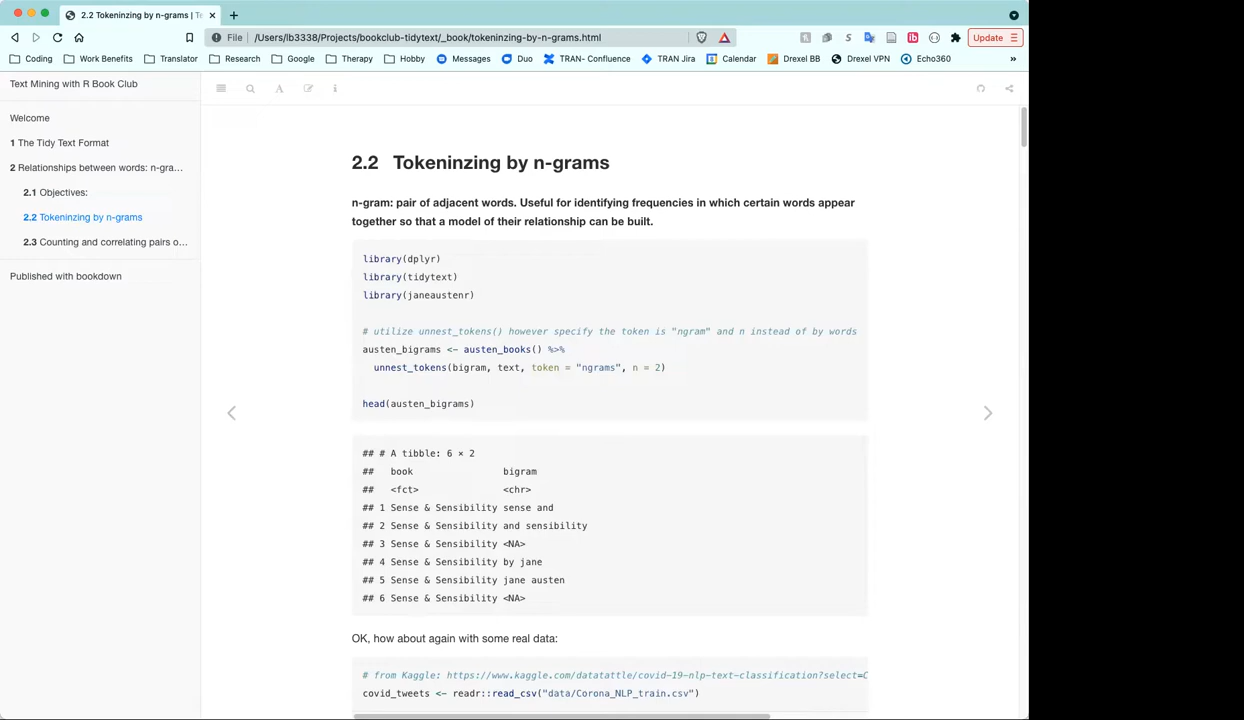 2.2 Tokeninzing by n-grams | Te
File
/Users/lb3338/Projects/bookclub-tidytext/_book/tokeninzing-by-n-grams.html
Update
Coding
Work Benefits
Translator
Research
Google
Therapy
Hobby
Messages
Duo
TRAN- Confluence
TRAN Jira
Calendar
Drexel BB
Drexel VPN
Echo360
»
Text Mining with R Book Club
Welcome
1 The Tidy Text Format
2 Relationships between words: n-gra...
2.1 Objectives:
2.2 Tokeninzing by n-grams
2.3 Counting and correlating pairs o...
Published with bookdown
2.2 Tokeninzing by n-grams
n-gram: pair of adjacent words. Useful for identifying frequencies in which certain words appear
together so that a model of their relationship can be built.
library(dplyr)
library(tidytext)
library(janeaustenr)
# utilize unnest_tokens() however specify the token is "ngram" and n instead of by words
austen_bigrams <- austen_books() %>%
unnest_tokens(bigram, text, token = "ngrams", n = 2)
head(austen_bigrams)
## # A tibble: 6 × 2
## book bigram
## <fct> <chr>
## 1 Sense & Sensibility sense and
## 2 Sense & Sensibility and sensibility
## 3 Sense & Sensibility <NA>
## 4 Sense & Sensibility by jane
## 5 Sense & Sensibility jane austen
## 6 Sense & Sensibility <NA>
OK, how about again with some real data:
# from Kaggle: https://www.kaggle.com/datatattle/covid-19-nlp-text-classification?select=C
covid_tweets <- readr::read_csv("data/Corona_NLP_train.csv")